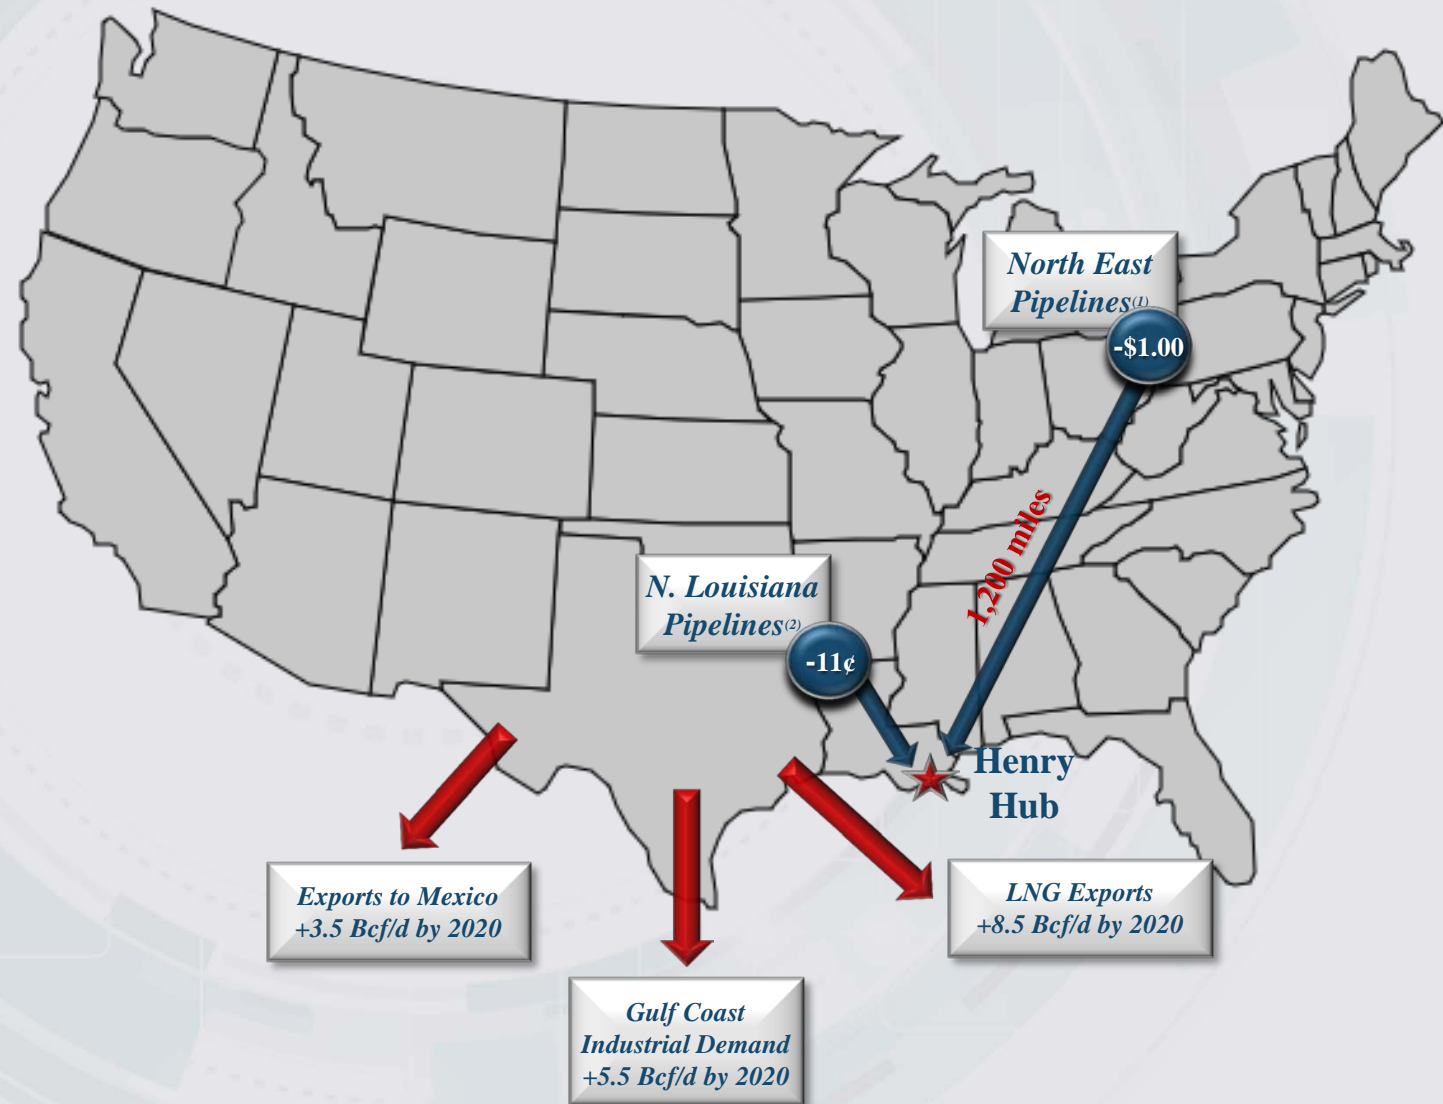 North East
Pipelines(1)
-$1.00
1,200 miles
N. Louisiana
Pipelines(2)
-11¢
Henry
Hub
Exports to Mexico
+3.5 Bcf/d by 2020
LNG Exports
+8.5 Bcf/d by 2020
Gulf Coast
Industrial Demand
+5.5 Bcf/d by 2020